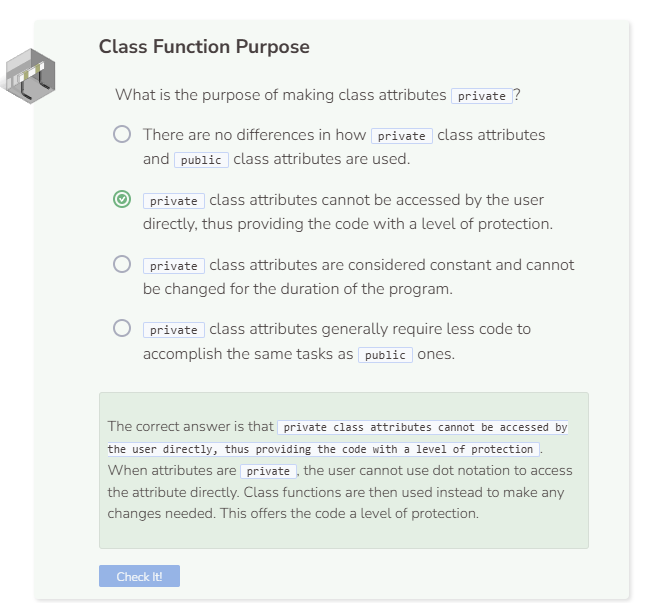 Class Function Purpose
What is the purpose of making class attributes private?
There are no differences in how private class attributes
and public class attributes are used.
private class attributes cannot be accessed by the user
directly, thus providing the code with a level of protection.
private class attributes are considered constant and cannot
be changed for the duration of the program.
private class attributes generally require less code to
accomplish the same tasks as public ones.
The correct answer is that private class attributes cannot be accessed by
the user directly, thus providing the code with a level of protection.
When attributes are private, the user cannot use dot notation to access
the attribute directly. Class functions are then used instead to make any
changes needed. This offers the code a level of protection.
Check It!